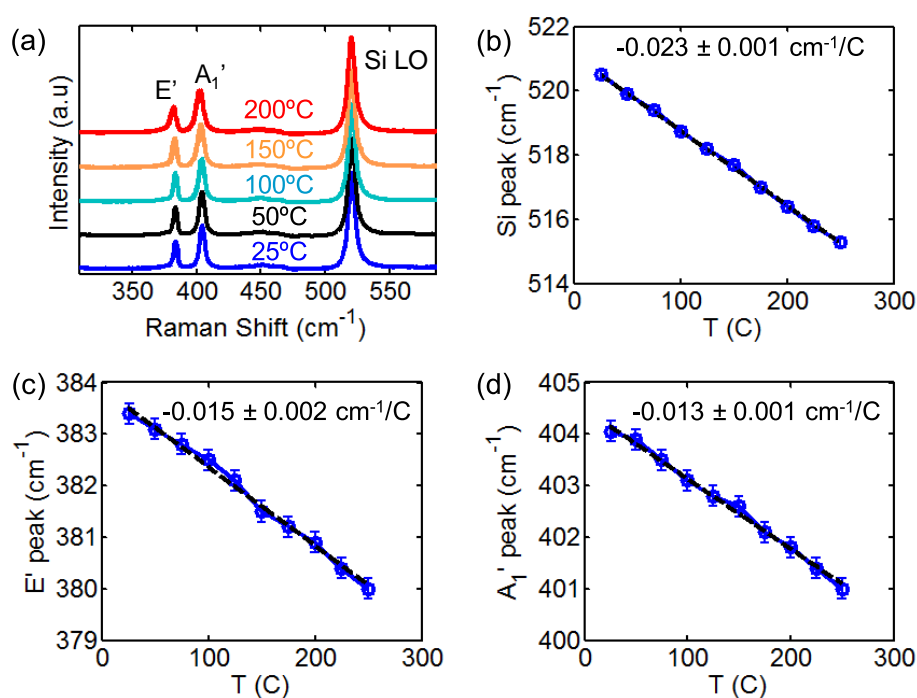 (a)
E'
A1'
Si LO
200ºC
150ºC
100ºC
50ºC
25ºC
Intensity (a.u)
350
400
450
500
550
Raman Shift (cm-1)
(b)
-0.023 ± 0.001 cm-1/C
522
520
518
516
514
Si peak (cm-1)
0
100
200
300
T (C)
(c)
-0.015 ± 0.002 cm-1/C
384
383
382
381
380
379
E' peak (cm-1)
0
100
200
300
T (C)
(d)
-0.013 ± 0.001 cm-1/C
405
404
403
402
401
400
A1' peak (cm-1)
0
100
200
300
T (C)